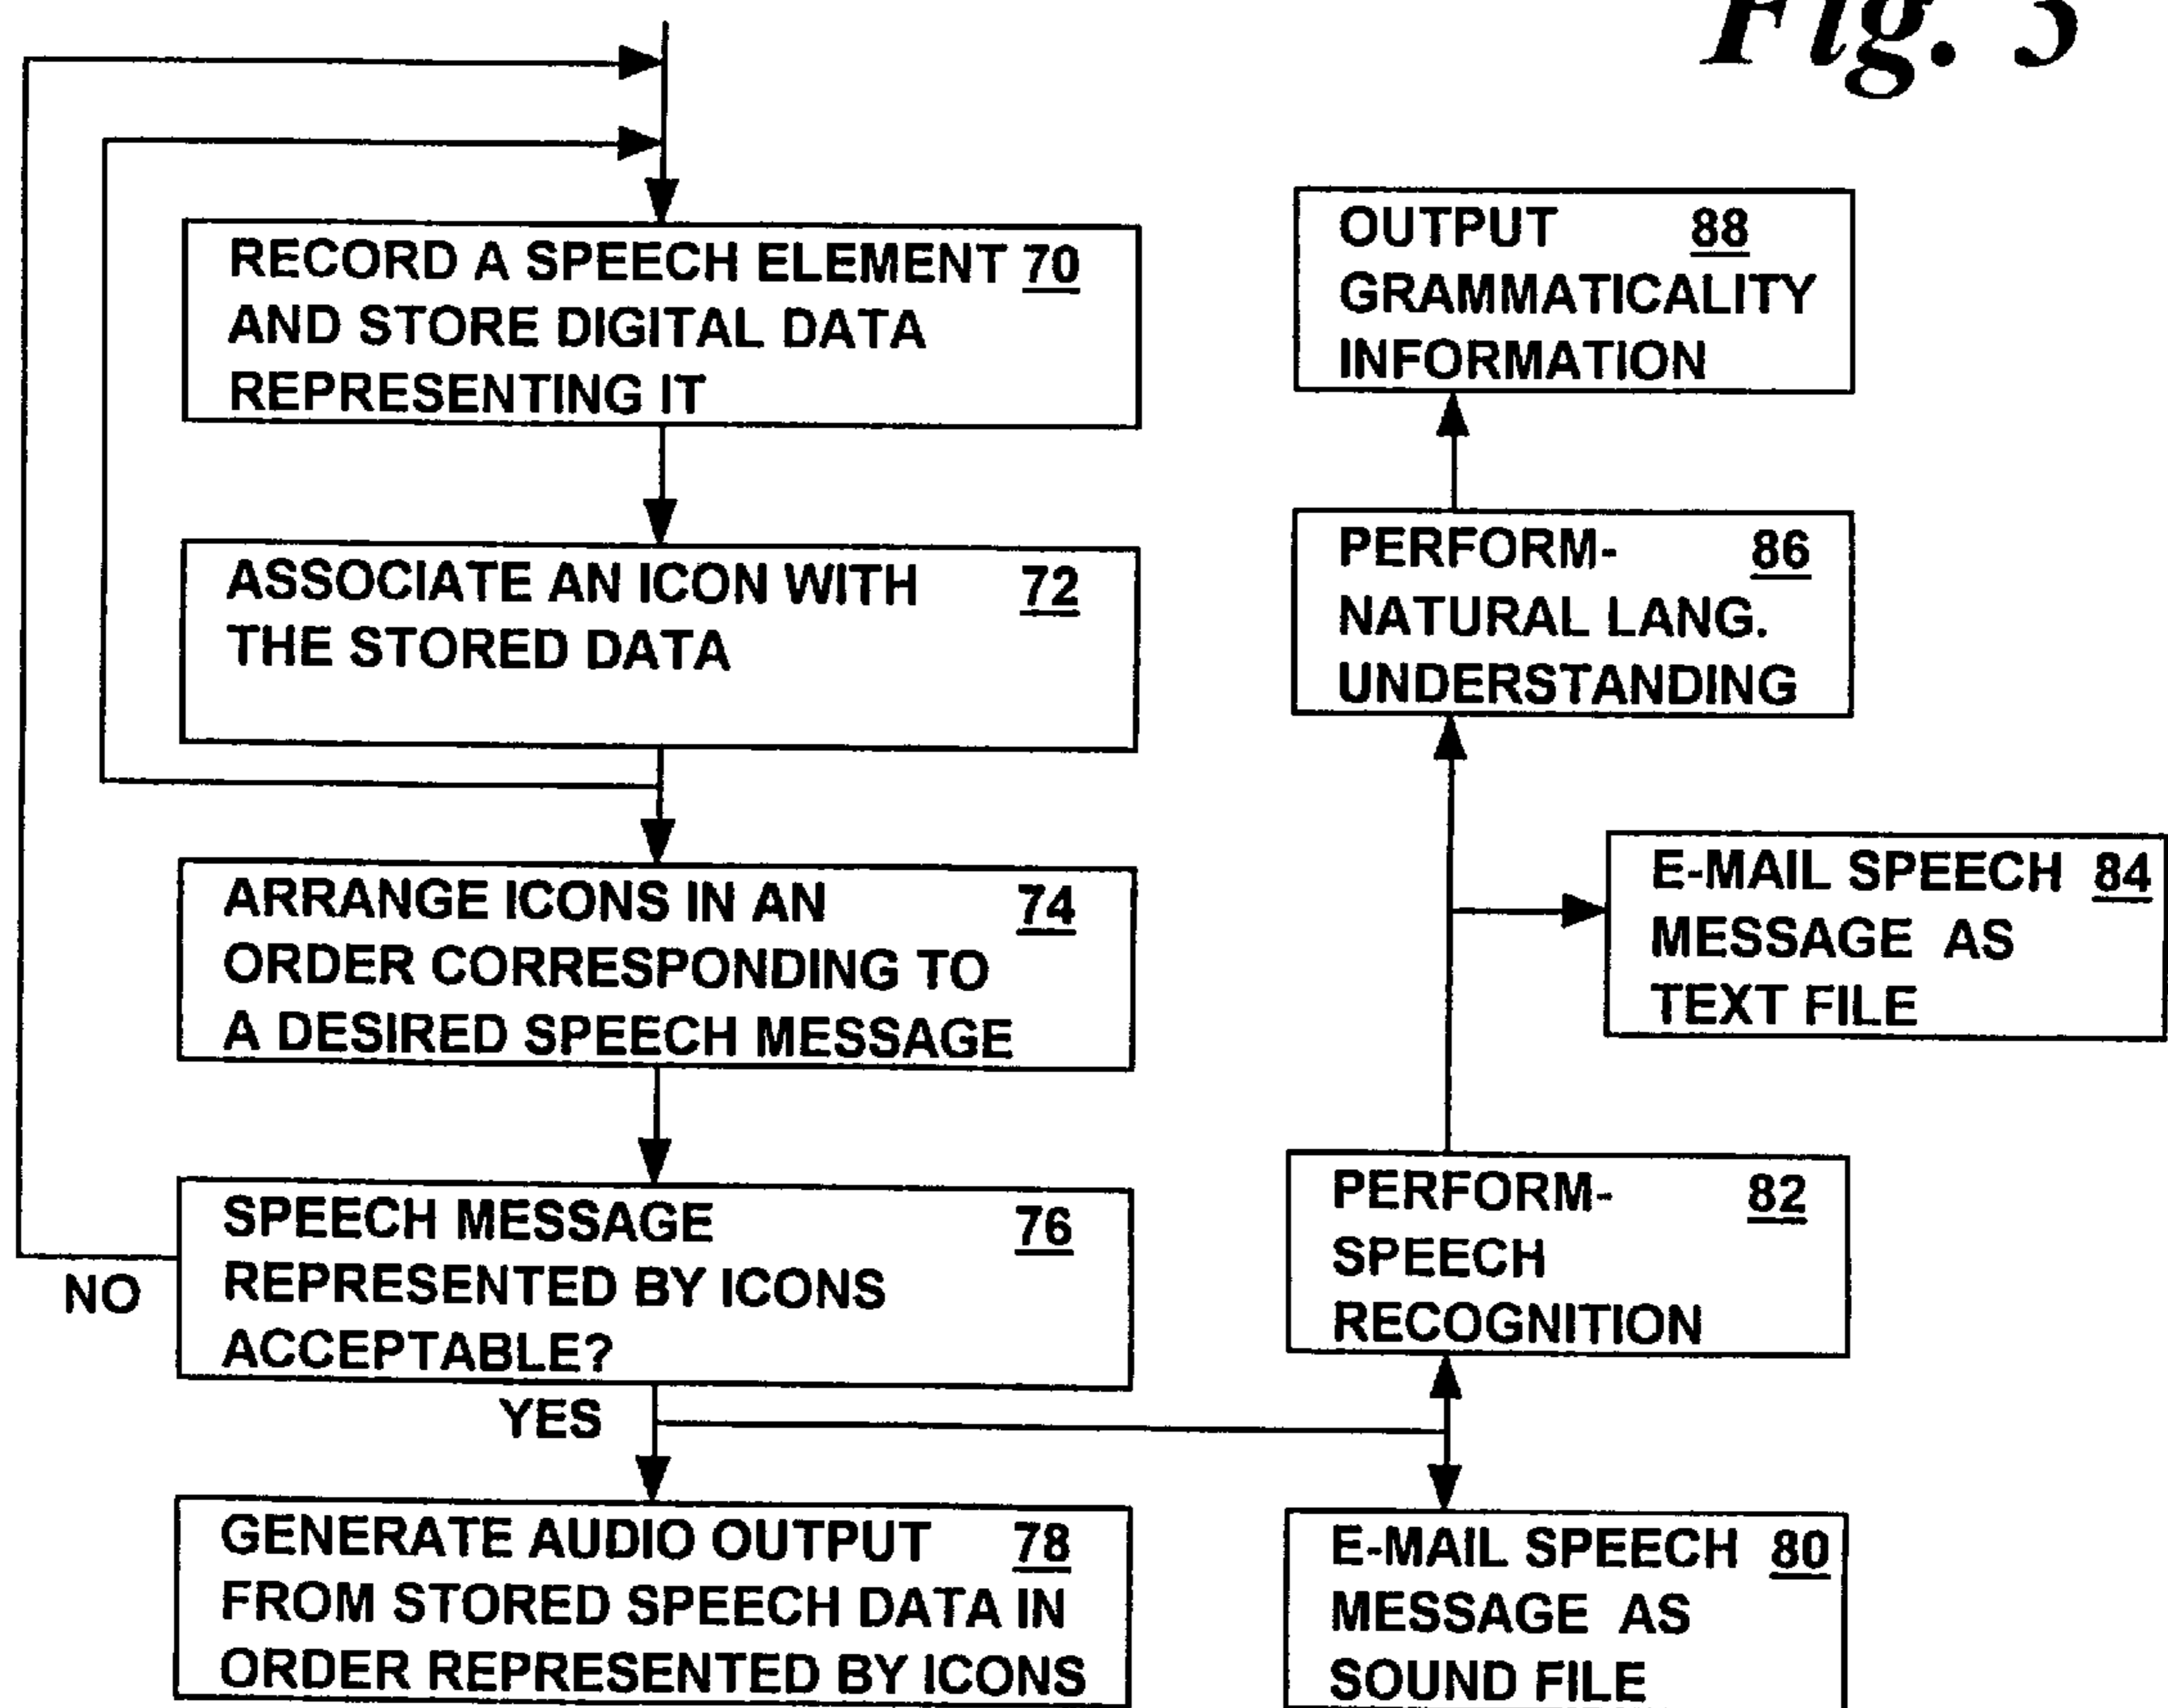 Fig. 3
RECORD A SPEECH ELEMENT 70
AND STORE DIGITAL DATA
REPRESENTING IT
ASSOCIATE AN ICON WITH 72
THE STORED DATA
ARRANGE ICONS IN AN 74
ORDER CORRESPONDING TO
A DESIRED SPEECH MESSAGE
SPEECH MESSAGE 76
REPRESENTED BY ICONS
ACCEPTABLE?
NO
YES
GENERATE AUDIO OUTPUT 78
FROM STORED SPEECH DATA IN
ORDER REPRESENTED BY ICONS
OUTPUT 88
GRAMMATICALITY
INFORMATION
PERFORM- 86
NATURAL LANG.
UNDERSTANDING
E-MAIL SPEECH 84
MESSAGE AS
TEXT FILE
PERFORM- 82
SPEECH
RECOGNITION
E-MAIL SPEECH 80
MESSAGE AS
SOUND FILE